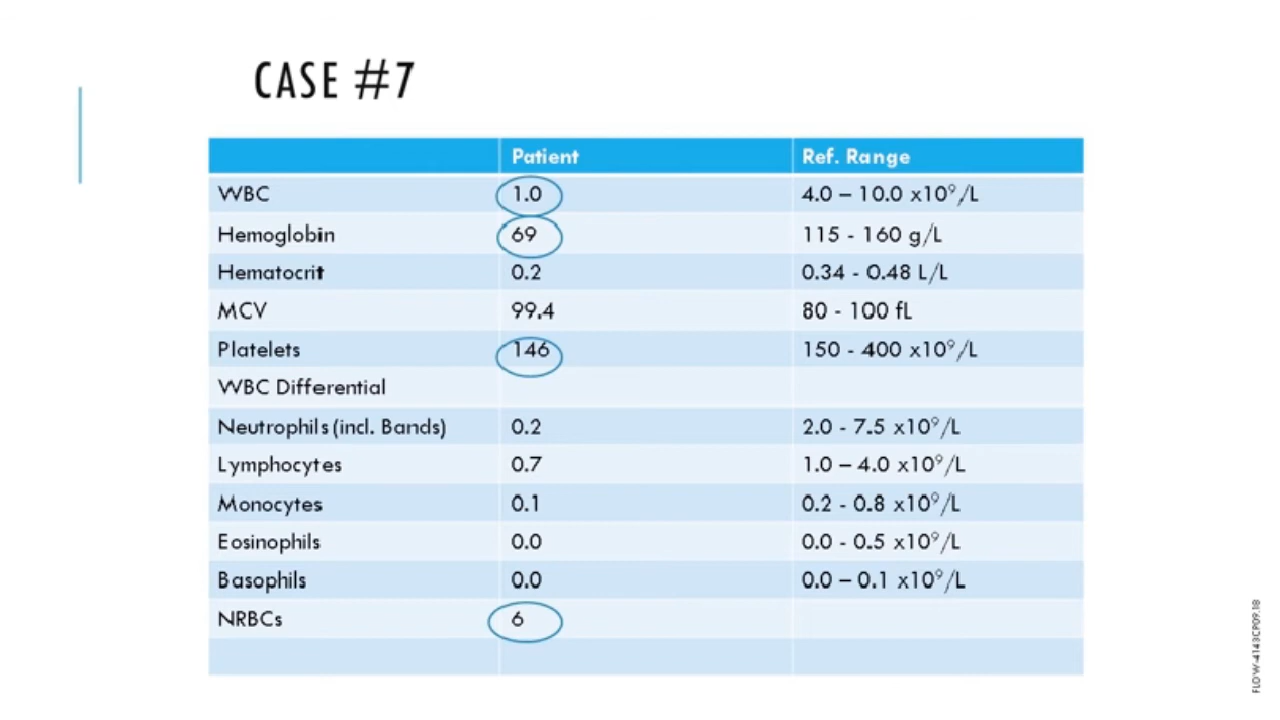 CASE #7
Patient Ref. Range
WBC 1.0 4.0 – 10.0 x10⁹/L
Hemoglobin 69 115 - 160 g/L
Hematocrit 0.2 0.34 - 0.48 L/L
MCV 99.4 80 - 100 fL
Platelets 146 150 - 400 x10⁹/L
WBC Differential
Neutrophils (incl. Bands) 0.2 2.0 - 7.5 x10⁹/L
Lymphocytes 0.7 1.0 – 4.0 x10⁹/L
Monocytes 0.1 0.2 - 0.8 x10⁹/L
Eosinophils 0.0 0.0 - 0.5 x10⁹/L
Basophils 0.0 0.0 – 0.1 x10⁹/L
NRBCs 6
FLOW-4143CP09.18